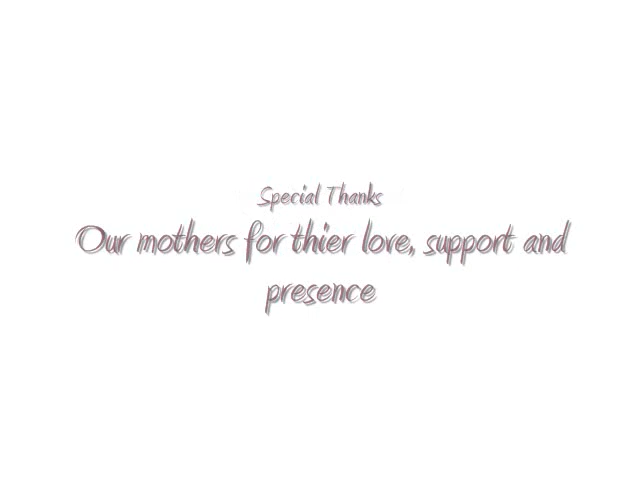 Special Thanks
Our mothers for thier love, support and
presence